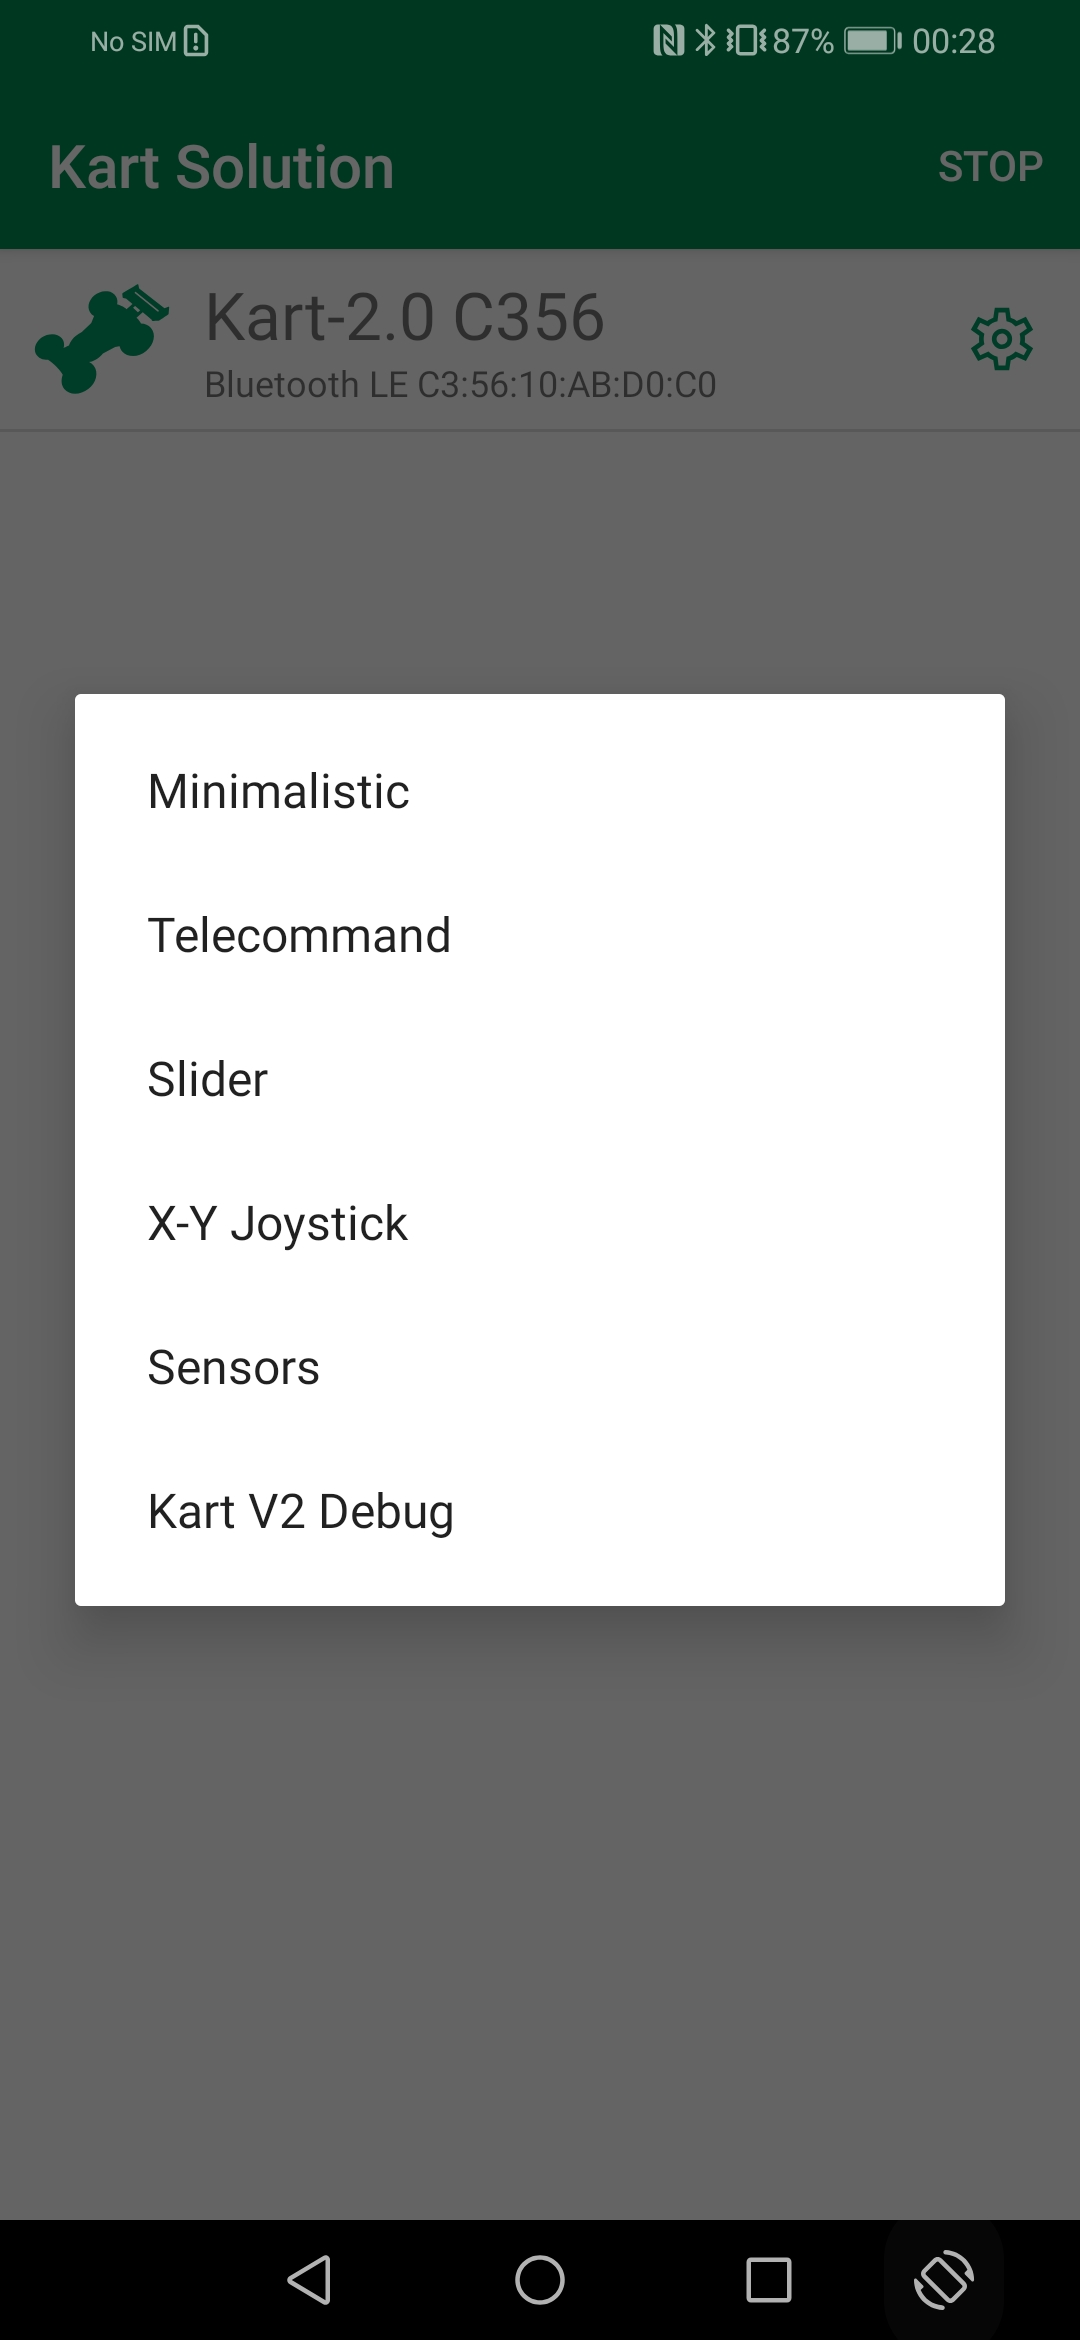 No SIM 87% 00:28
Kart Solution STOP
Kart-2.0 C356
Bluetooth LE C3:56:10:AB:D0:C0
Minimalistic
Telecommand
Slider
X-Y Joystick
Sensors
Kart V2 Debug